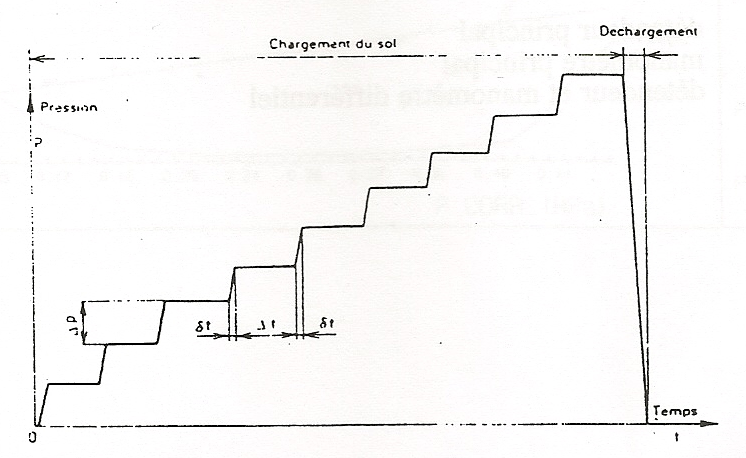 Dechargement
Chargement du sol
Pression
P
ΔP
δt Δt δt
Temps
0 t